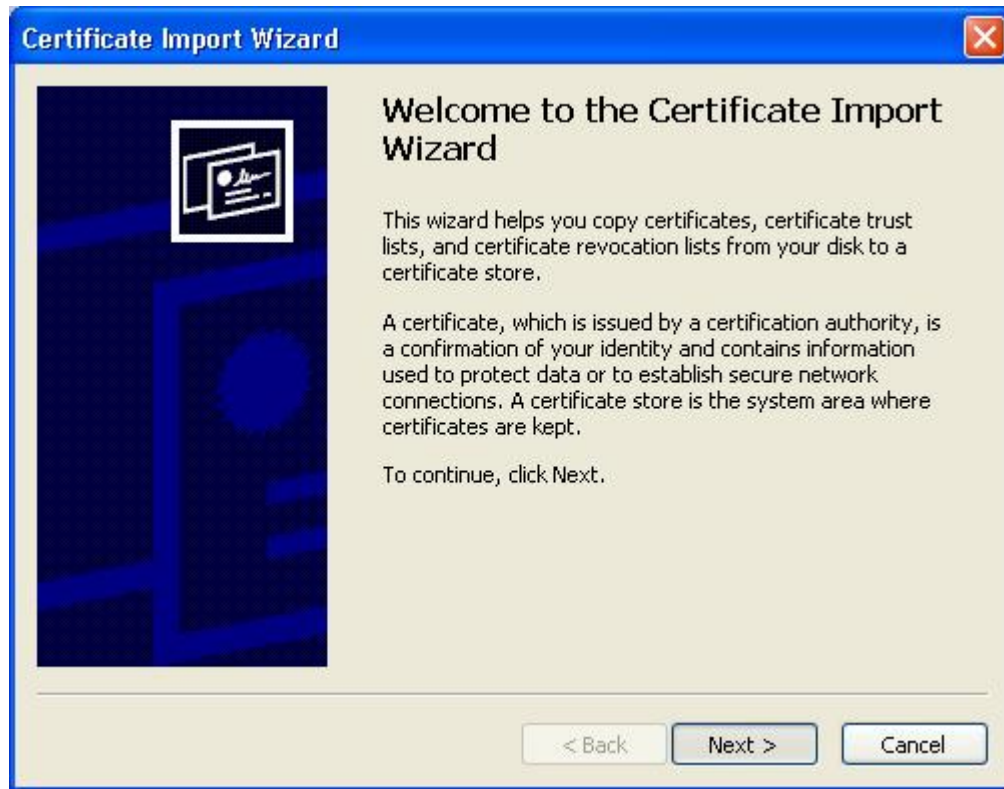 Certificate Import Wizard
Welcome to the Certificate Import
Wizard
This wizard helps you copy certificates, certificate trust
lists, and certificate revocation lists from your disk to a
certificate store.
A certificate, which is issued by a certification authority, is
a confirmation of your identity and contains information
used to protect data or to establish secure network
connections. A certificate store is the system area where
certificates are kept.
To continue, click Next.
< Back Next > Cancel